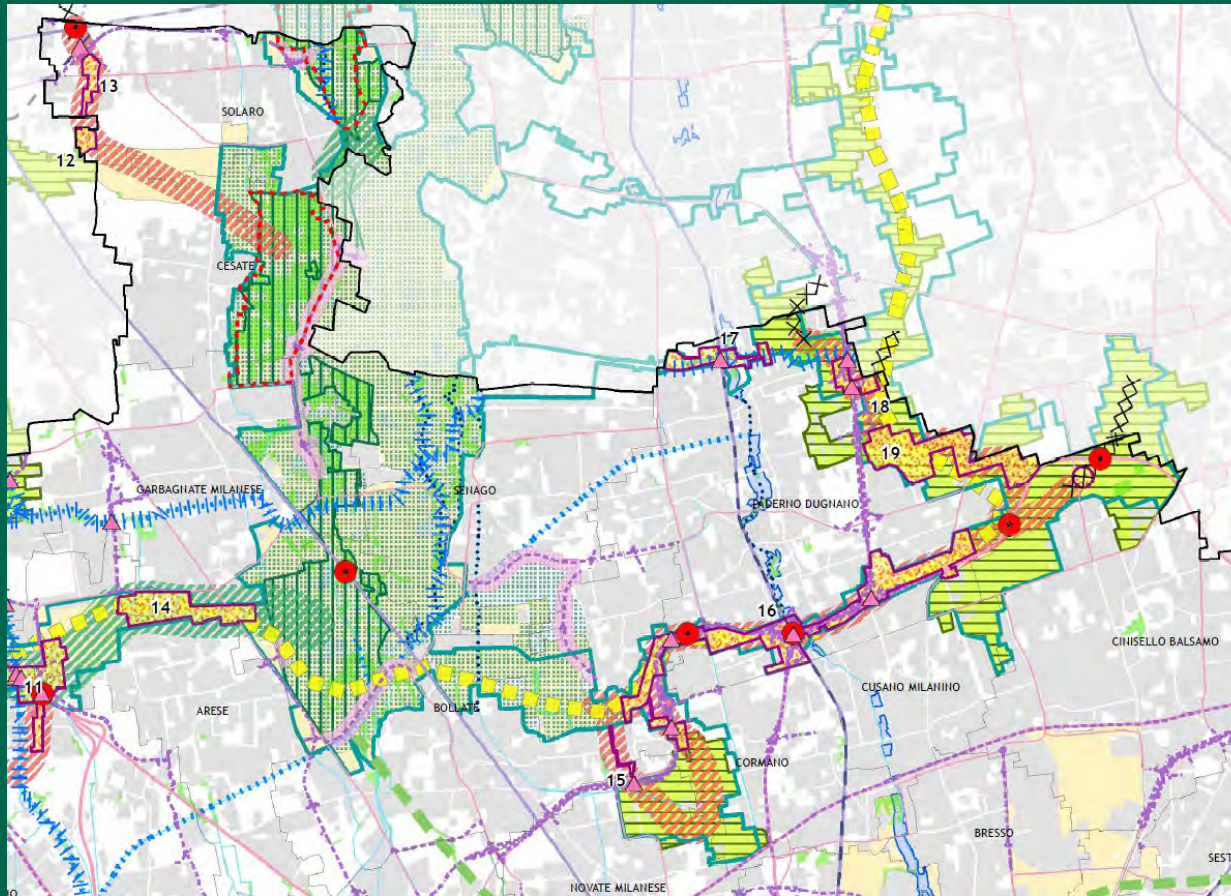 13
SOLARO
12
CESATE
17
18
19
GARBAGNATE MILANESE
SENAGO
PADERNO DUGNANO
14
16
CINISELLO BALSAMO
11
ARESE
BOLLATE
CUSANO MILANINO
15
CORMANO
BRESSO
SEST
NOVATE MILANESE